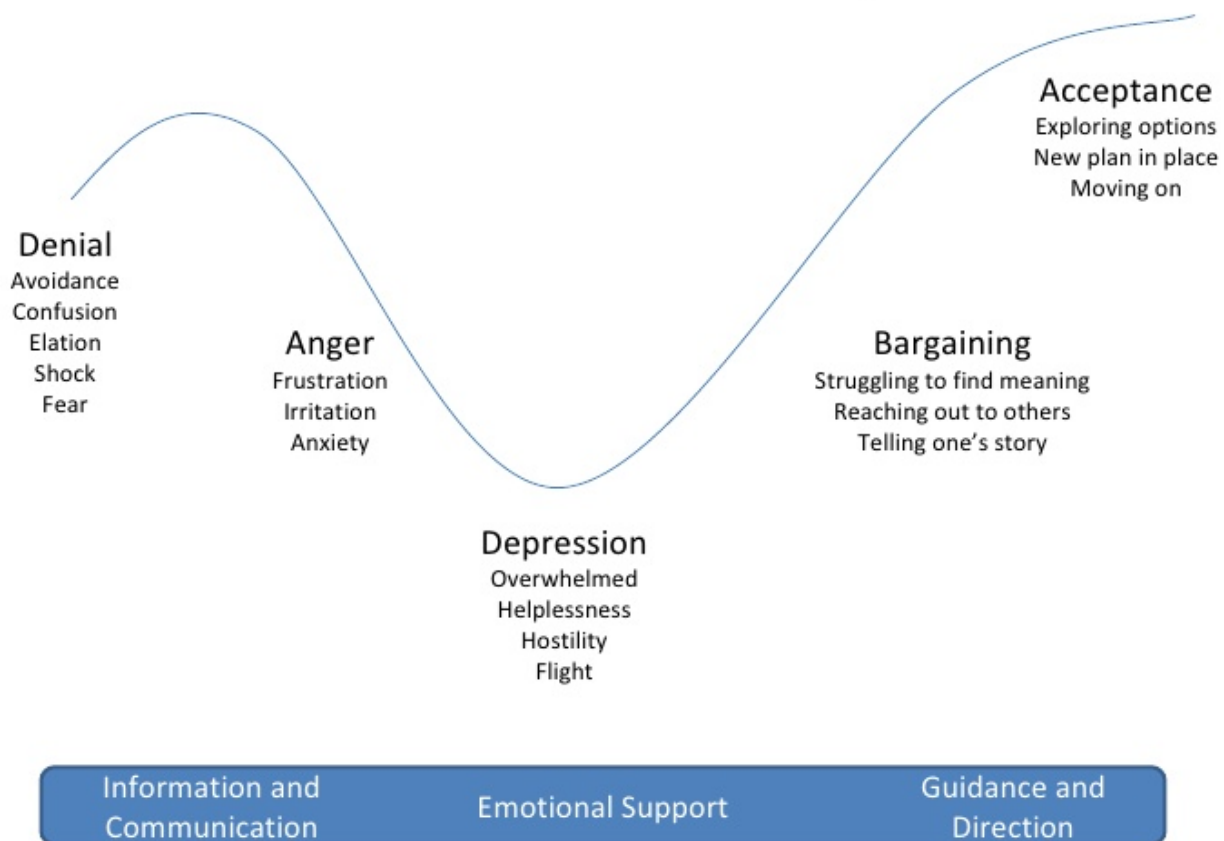 Denial
Avoidance
Confusion
Elation
Shock
Fear
Anger
Frustration
Irritation
Anxiety
Depression
Overwhelmed
Helplessness
Hostility
Flight
Bargaining
Struggling to find meaning
Reaching out to others
Telling one’s story
Acceptance
Exploring options
New plan in place
Moving on
Information and
Communication
Emotional Support
Guidance and
Direction